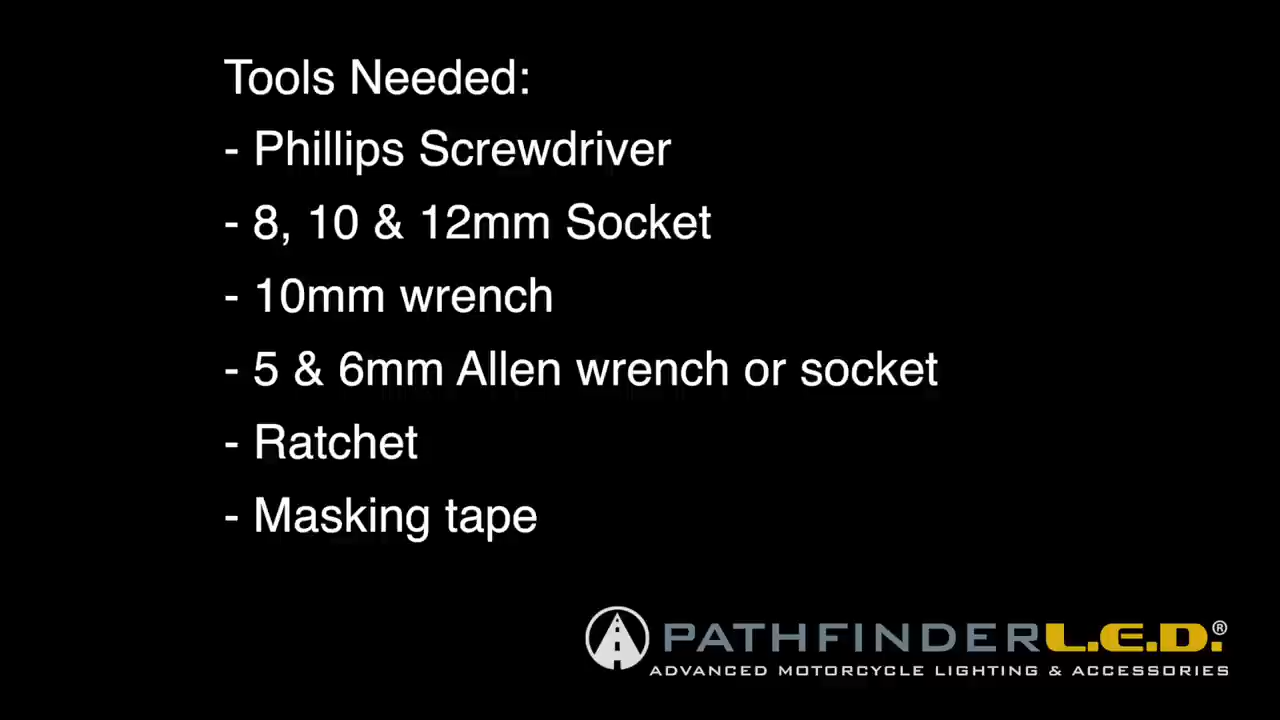 Tools Needed:
- Phillips Screwdriver
- 8, 10 & 12mm Socket
- 10mm wrench
- 5 & 6mm Allen wrench or socket
- Ratchet
- Masking tape
PATHFINDERL.E.D.®
ADVANCED MOTORCYCLE LIGHTING & ACCESSORIES